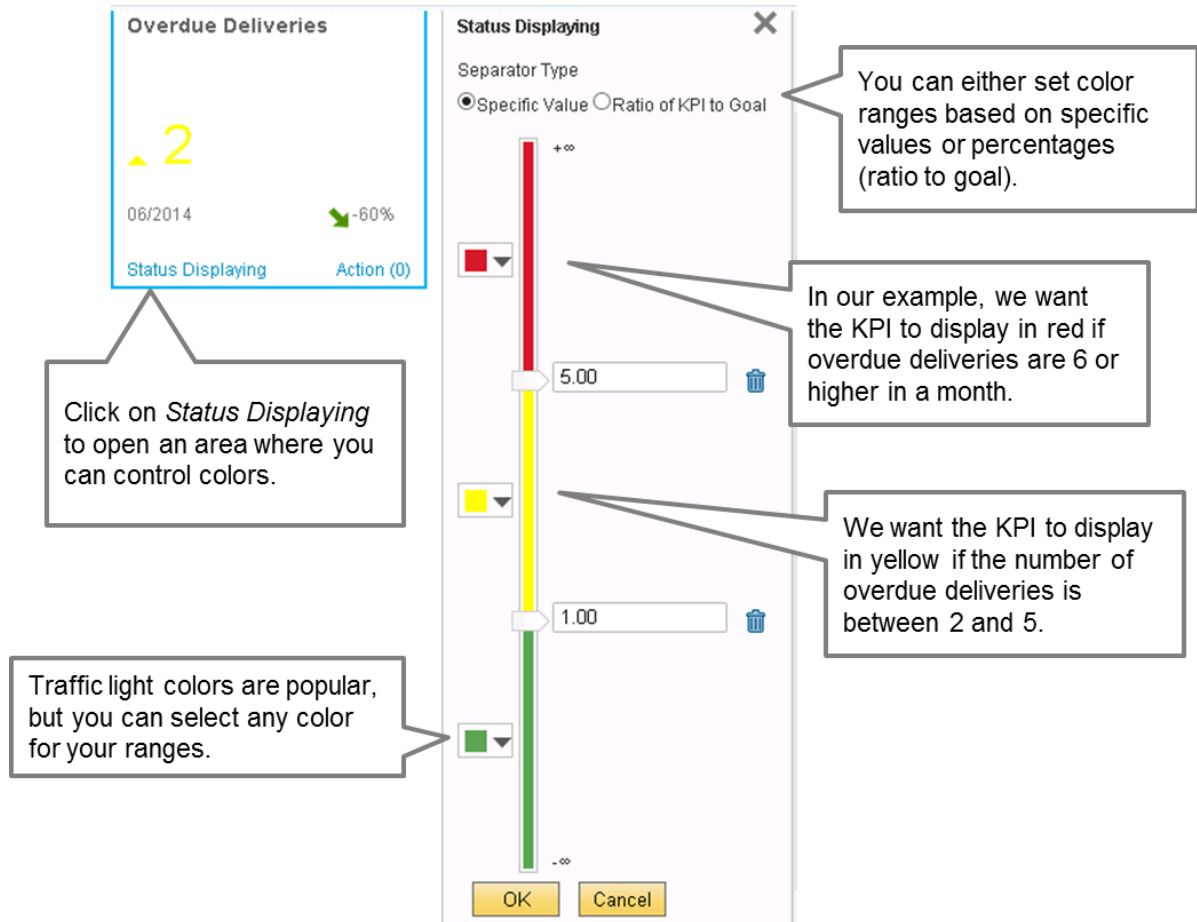 Overdue Deliveries
2
06/2014
-60%
Status Displaying
Action (0)
Click on Status Displaying
to open an area where you
can control colors.
Traffic light colors are popular,
but you can select any color
for your ranges.
Status Displaying
Separator Type
Specific Value
Ratio of KPI to Goal
+∞
5.00
1.00
-∞
OK
Cancel
You can either set color
ranges based on specific
values or percentages
(ratio to goal).
In our example, we want
the KPI to display in red if
overdue deliveries are 6 or
higher in a month.
We want the KPI to display
in yellow if the number of
overdue deliveries is
between 2 and 5.